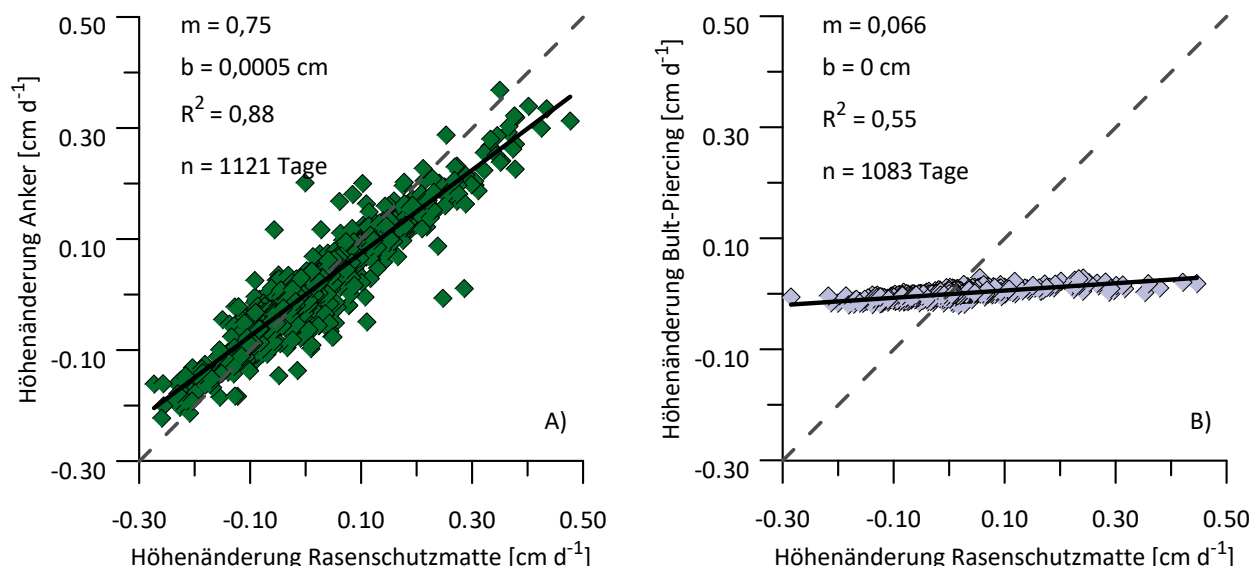 0.50
m = 0,75
b = 0,0005 cm
R² = 0,88
n = 1121 Tage
0.30
0.10
-0.10
-0.30
Höhenänderung Anker [cm d⁻¹]
A)
-0.30 -0.10 0.10 0.30 0.50
Höhenänderung Rasenschutzmatte [cm d⁻¹]
0.50
m = 0,066
b = 0 cm
R² = 0,55
n = 1083 Tage
0.30
0.10
-0.10
-0.30
Höhenänderung Bult-Piercing [cm d⁻¹]
B)
-0.30 -0.10 0.10 0.30 0.50
Höhenänderung Rasenschutzmatte [cm d⁻¹]